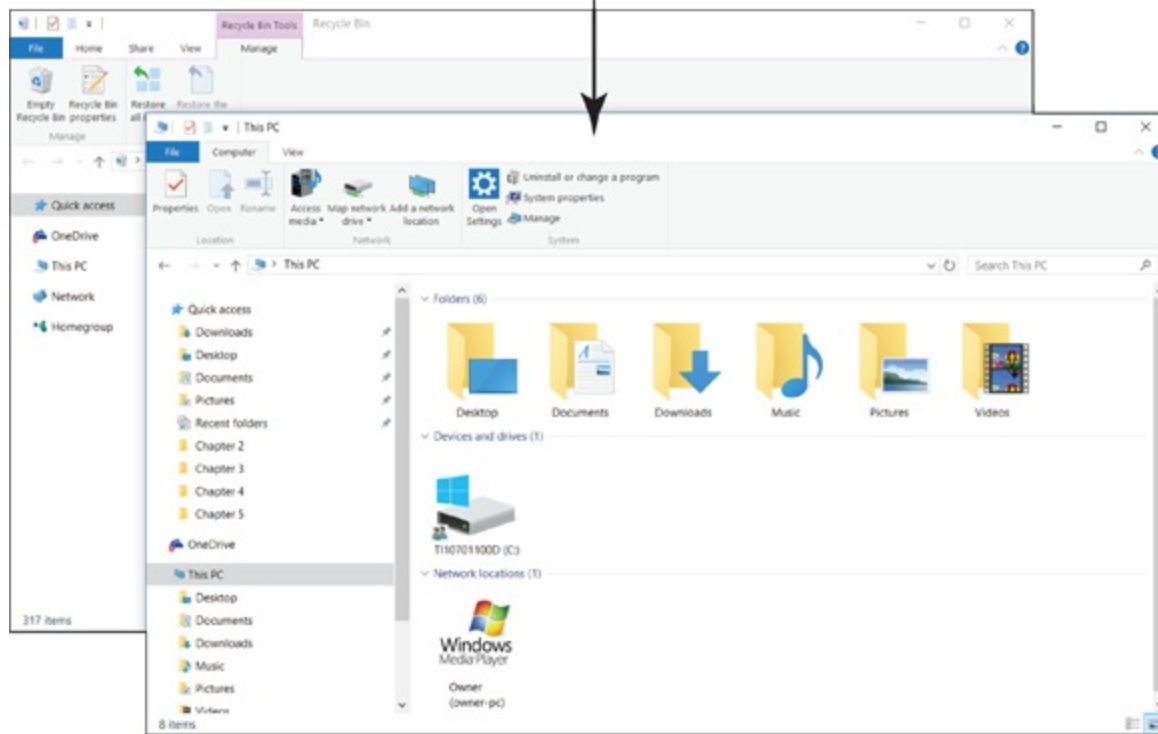 Recycle Bin Tools Recycle Bin
File Home Share View Manage
Empty Recycle Bin Restore Restore the
Recycle Bin properties all
Manage
Quick access
OneDrive
This PC
Network
Homegroup
317 items
This PC
File Computer View
Properties Open Rename Access media Map network drive Add a network location Open Settings
Uninstall or change a program
System properties
Manage
Location Network System
This PC Search This PC
Quick access
Downloads
Desktop
Documents
Pictures
Recent folders
Chapter 2
Chapter 3
Chapter 4
Chapter 5
OneDrive
This PC
Desktop
Documents
Downloads
Music
Pictures
Videos
8 items
Folders (6)
Desktop Documents Downloads Music Pictures Videos
Devices and drives (1)
TI10701100D (C:)
Network locations (1)
Windows
Media Player
Owner
(owner-pc)